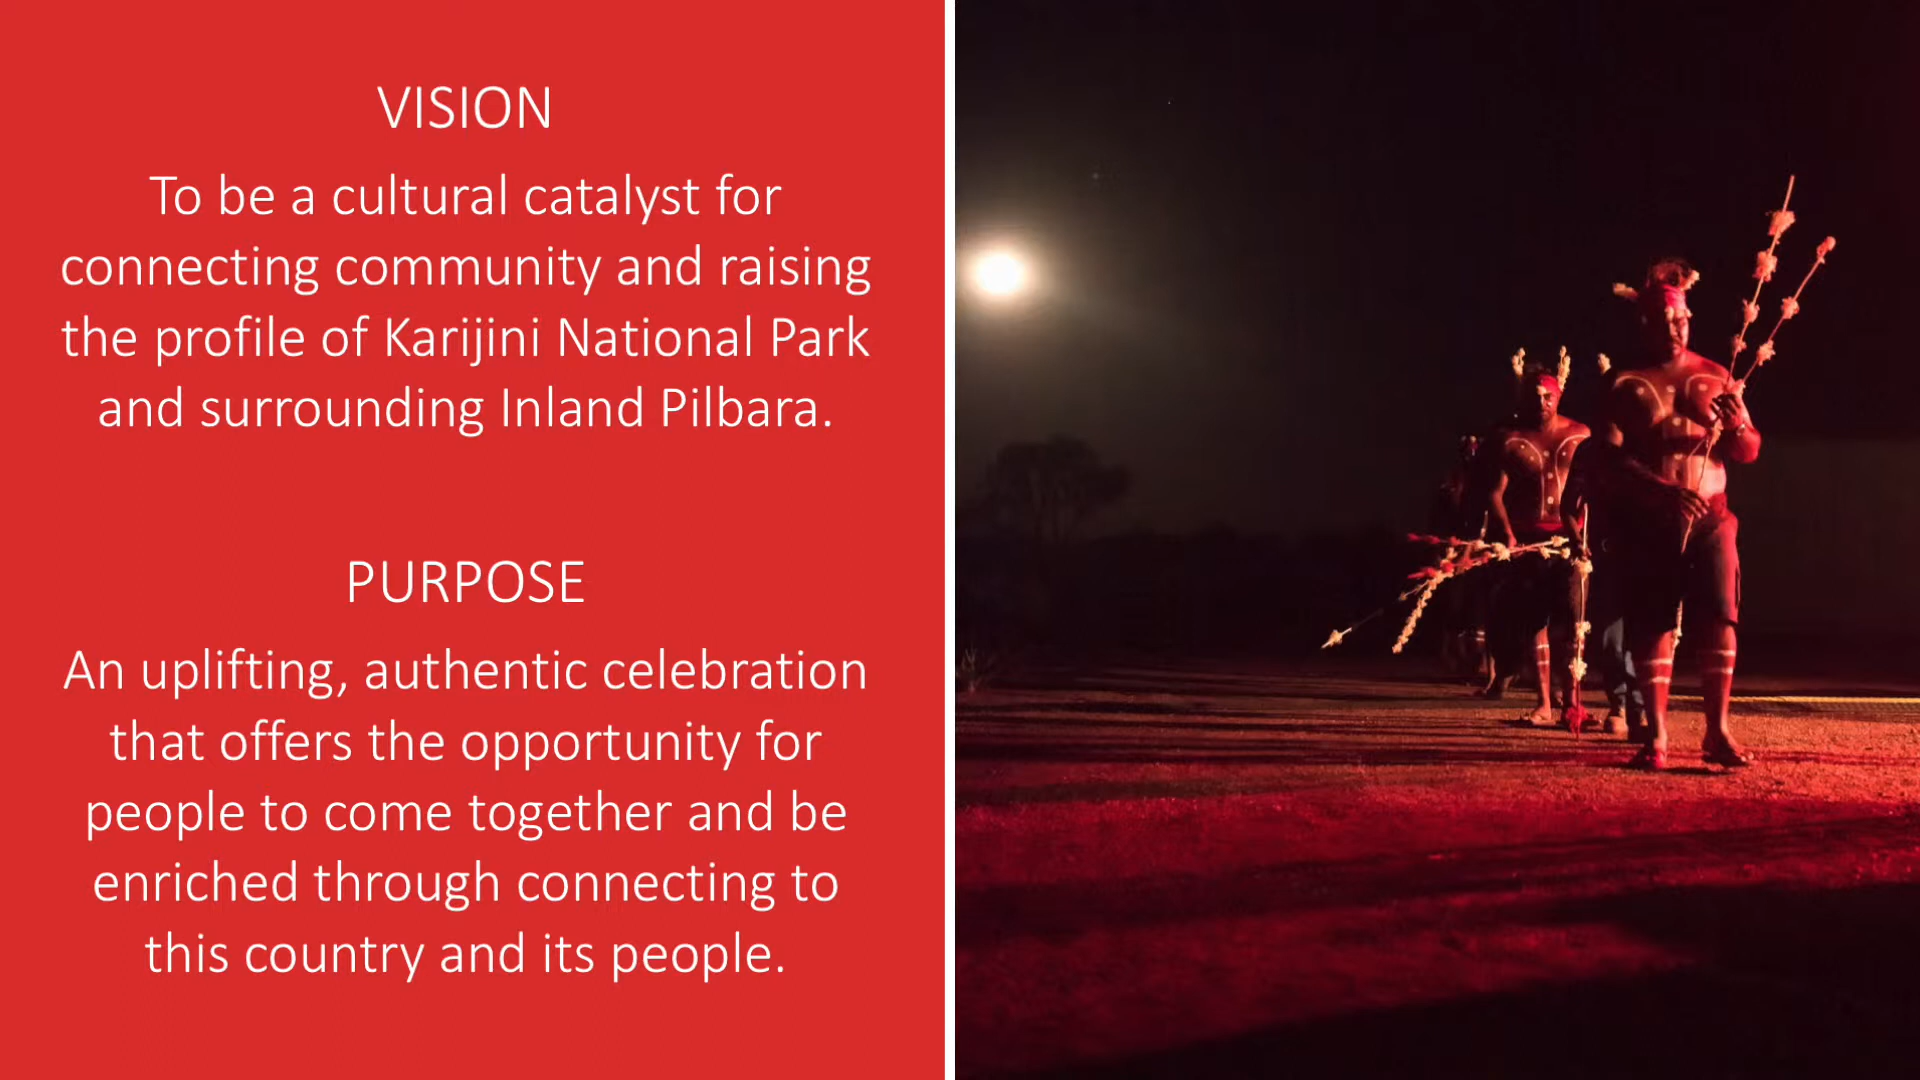 VISION
To be a cultural catalyst for
connecting community and raising
the profile of Karijini National Park
and surrounding Inland Pilbara.
PURPOSE
An uplifting, authentic celebration
that offers the opportunity for
people to come together and be
enriched through connecting to
this country and its people.